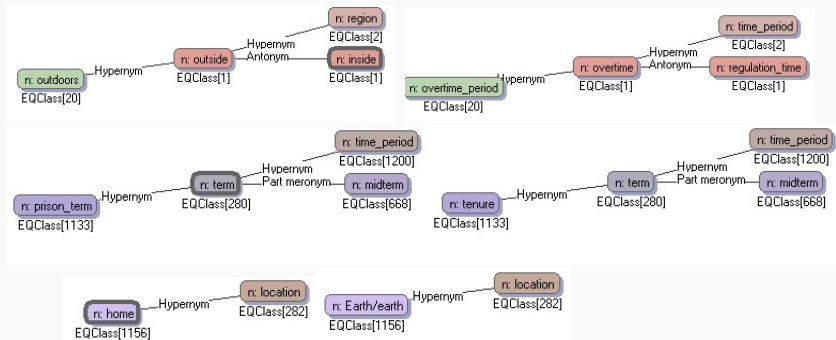 n: region
Hypernym
EQClass[2]
n: outside
Antonym
n: inside
Hypernym
n: outdoors
EQClass[1]
EQClass[1]
EQClass[20]
n: time_period
Hypernym
EQClass[2]
n: overtime
Antonym
n: regulation_time
Hypernym
n: overtime_period
EQClass[1]
EQClass[1]
EQClass[20]
n: time_period
Hypernym
EQClass[1200]
n: term
Part meronym
n: midterm
Hypernym
n: prison_term
EQClass[280]
EQClass[668]
EQClass[1133]
n: time_period
Hypernym
EQClass[1200]
n: term
Part meronym
n: midterm
Hypernym
n: tenure
EQClass[280]
EQClass[668]
EQClass[1133]
n: location
Hypernym
n: home
EQClass[282]
EQClass[1156]
n: location
Hypernym
n: Earth/earth
EQClass[282]
EQClass[1156]